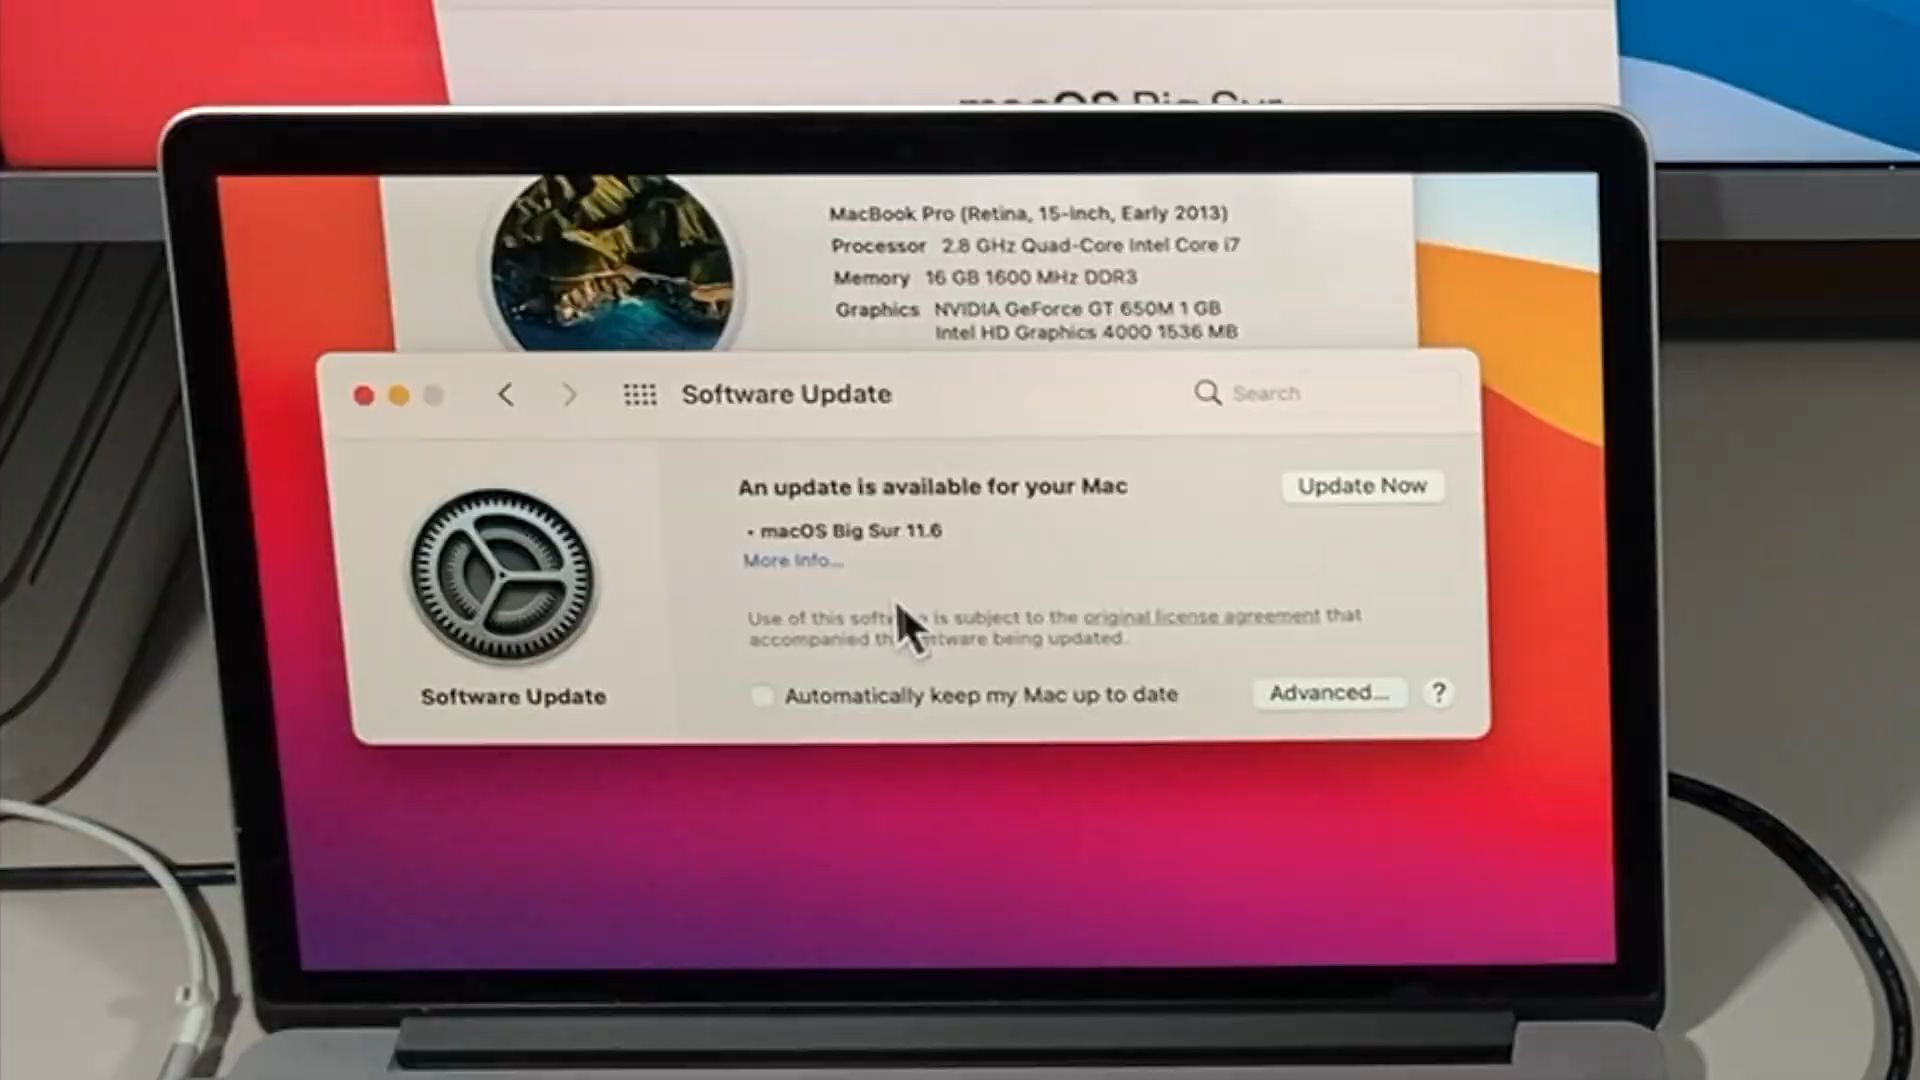 macOS Big Sur
MacBook Pro (Retina, 15-inch, Early 2013)
Processor 2.8 GHz Quad-Core Intel Core i7
Memory 16 GB 1600 MHz DDR3
Graphics NVIDIA GeForce GT 650M 1 GB
Intel HD Graphics 4000 1536 MB
Software Update
Search
An update is available for your Mac
Update Now
• macOS Big Sur 11.6
More Info...
Use of this is subject to the original license agreement that
accompanied being updated.
Software Update
Automatically keep my Mac up to date
Advanced...
?